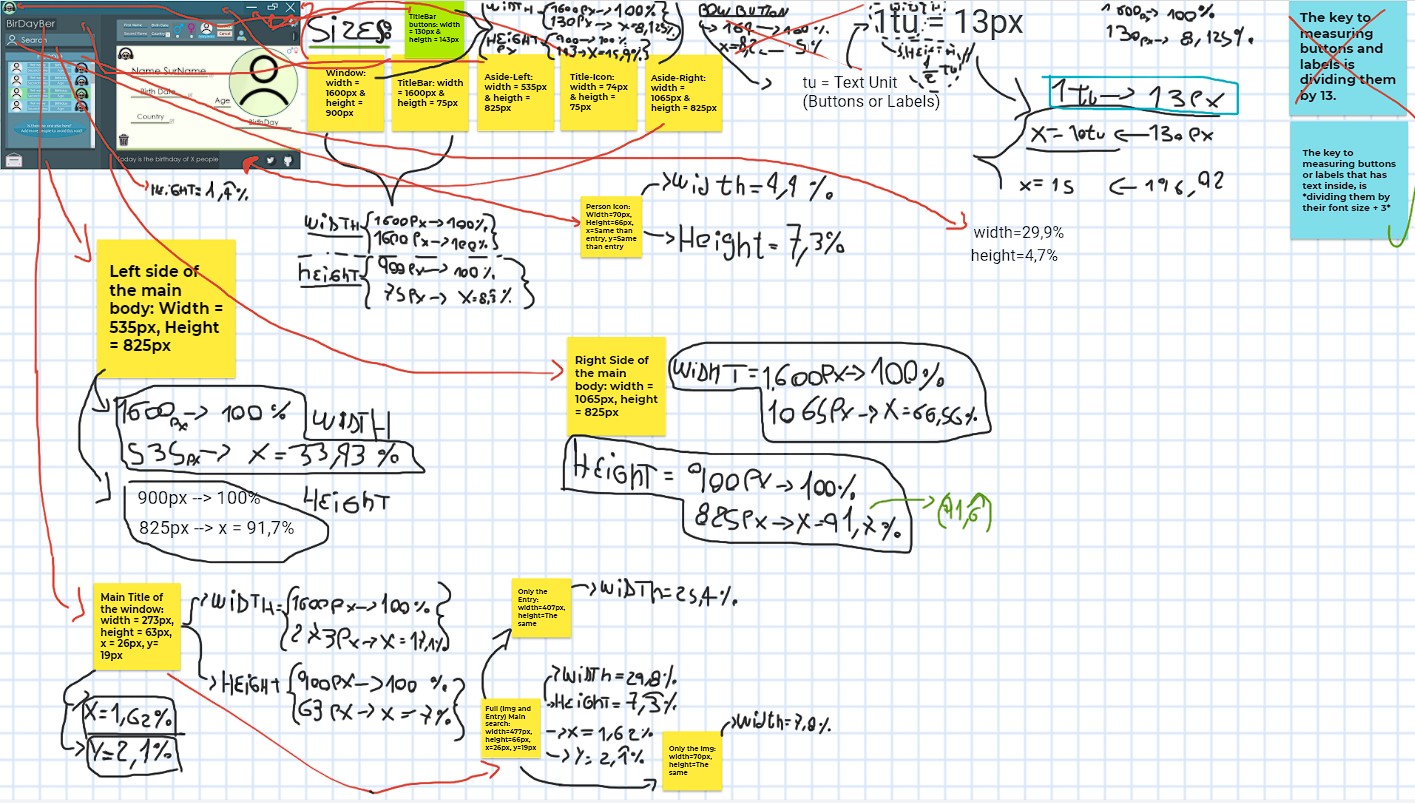 BirDayBer
Search
Name SurName
Birth Date
Age
Country
BirthDay
Today is the birthday of X people
SiZES:
TitleBar
buttons: width
= 130px &
heigth = 143px
WIDTH
1600px → 100%
130px → X=8,125%
HEIGHT
PX
900 → 100%
143 → X=15,9%
BOW BUTTON
1tu = 13px
tu = Text Unit
(Buttons or Labels)
1600px → 100%
130px → 8,125%
1tu → 13px
X = 10tu ← 130px
x = 15 ← 196,92
The key to
measuring
buttons and
labels is
dividing them
by 13.
The key to
measuring buttons
or labels that has
text inside, is
*dividing them by
their font size + 3*
Window:
width =
1600px &
heigth =
900px
TitleBar: width
= 1600px &
heigth = 75px
Aside-Left:
width = 535px
& heigth =
825px
Title-Icon:
width = 74px
& heigth =
75px
Aside-Right:
width =
1065px &
heigth = 825px
HEiGHT=1,4%
WiDTH
1600px → 100%
1600px → 100%
hEiGhT
900px → 100%
75px → X=8,3%
Person Icon:
Width=70px,
Height=66px,
x=Same than
entry, y=Same
than entry
Width=4,4%
Height=7,3%
width=29,9%
height=4,7%
Left side of
the main
body: Width =
535px, Height
= 825px
1600px → 100% WIDTH
535px → X=33,93%
900px --> 100% HEiGHT
825px --> x = 91,7%
Right Side of
the main
body: width =
1065px, height
= 825px
WiDHT=1.600Px → 100%
1065Px → X=66,56%
HEiGHT = 900PX → 100%
825Px → X=91,7%
(91,6)
Main Title of
the window:
width = 273px,
height = 63px,
x = 26px, y=
19px
WiDTH=
1600Px → 100%
273Px → X=17,1%
HEiGHT
900PX → 100%
63PX → X=7%
X=1,62%
Y=2,1%
Only the
Entry:
width=407px,
height=The
same
WiDTH=25,4%
Full (Img and
Entry) Main
search:
width=477px,
height=66px,
x=26px, y=19px
WiDTH=29,8%
HEiGHT=7,3%
X=1,62%
Y=2,1%
Only the Img:
width=70px,
height=The
same
Width=7,8%